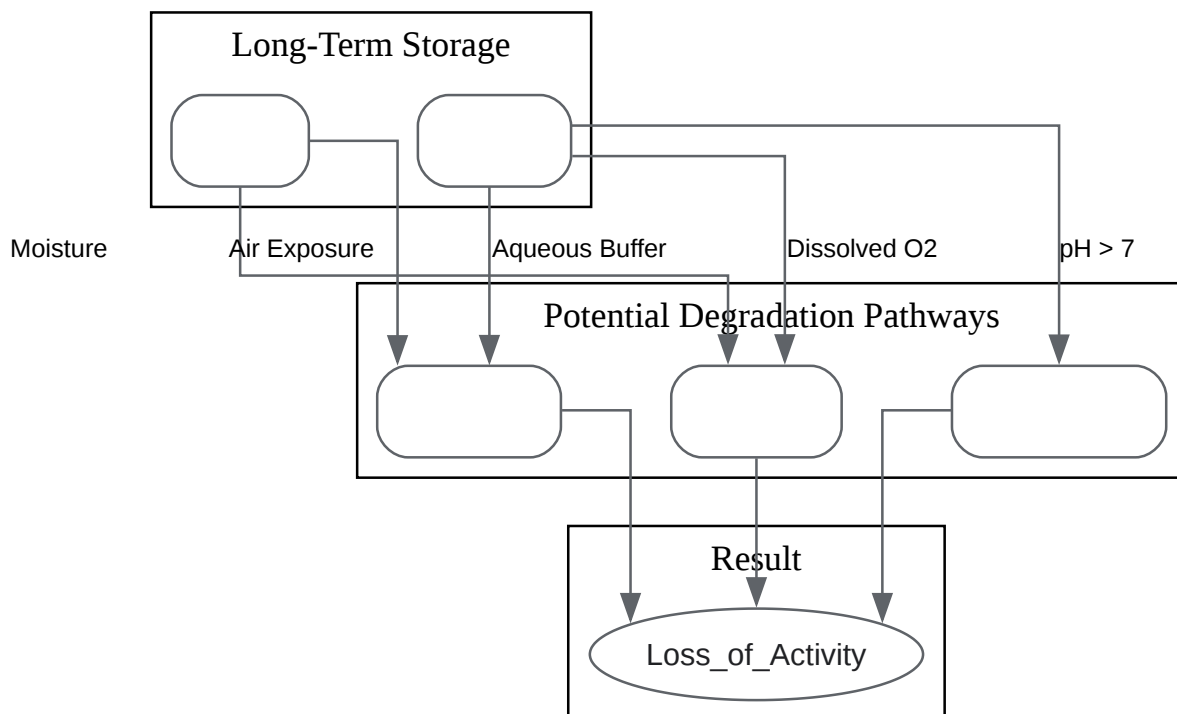 Long-Term Storage
Moisture
Air Exposure
Aqueous Buffer
Dissolved O2
pH > 7
Potential Degradation Pathways
Result
Loss_of_Activity